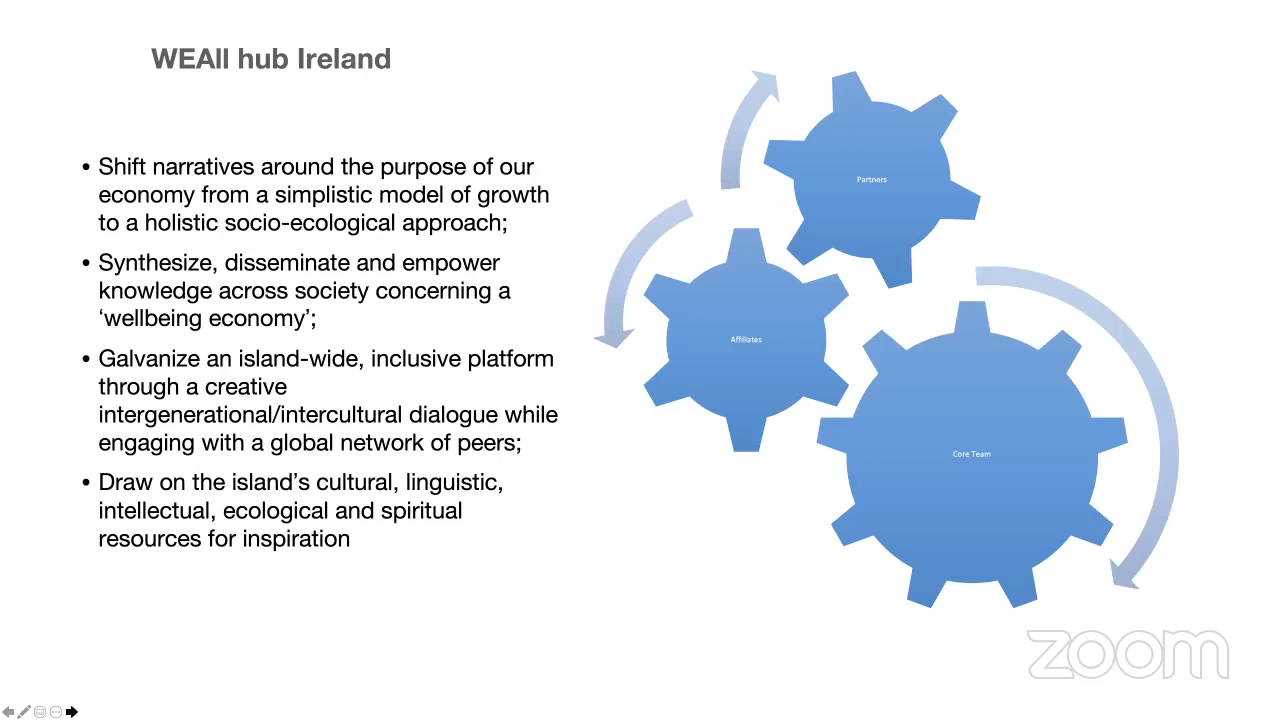 WEAll hub Ireland
• Shift narratives around the purpose of our
economy from a simplistic model of growth
to a holistic socio-ecological approach;
• Synthesize, disseminate and empower
knowledge across society concerning a
‘wellbeing economy’;
• Galvanize an island-wide, inclusive platform
through a creative
intergenerational/intercultural dialogue while
engaging with a global network of peers;
• Draw on the island’s cultural, linguistic,
intellectual, ecological and spiritual
resources for inspiration
Partners
Affiliates
Core Team
zoom